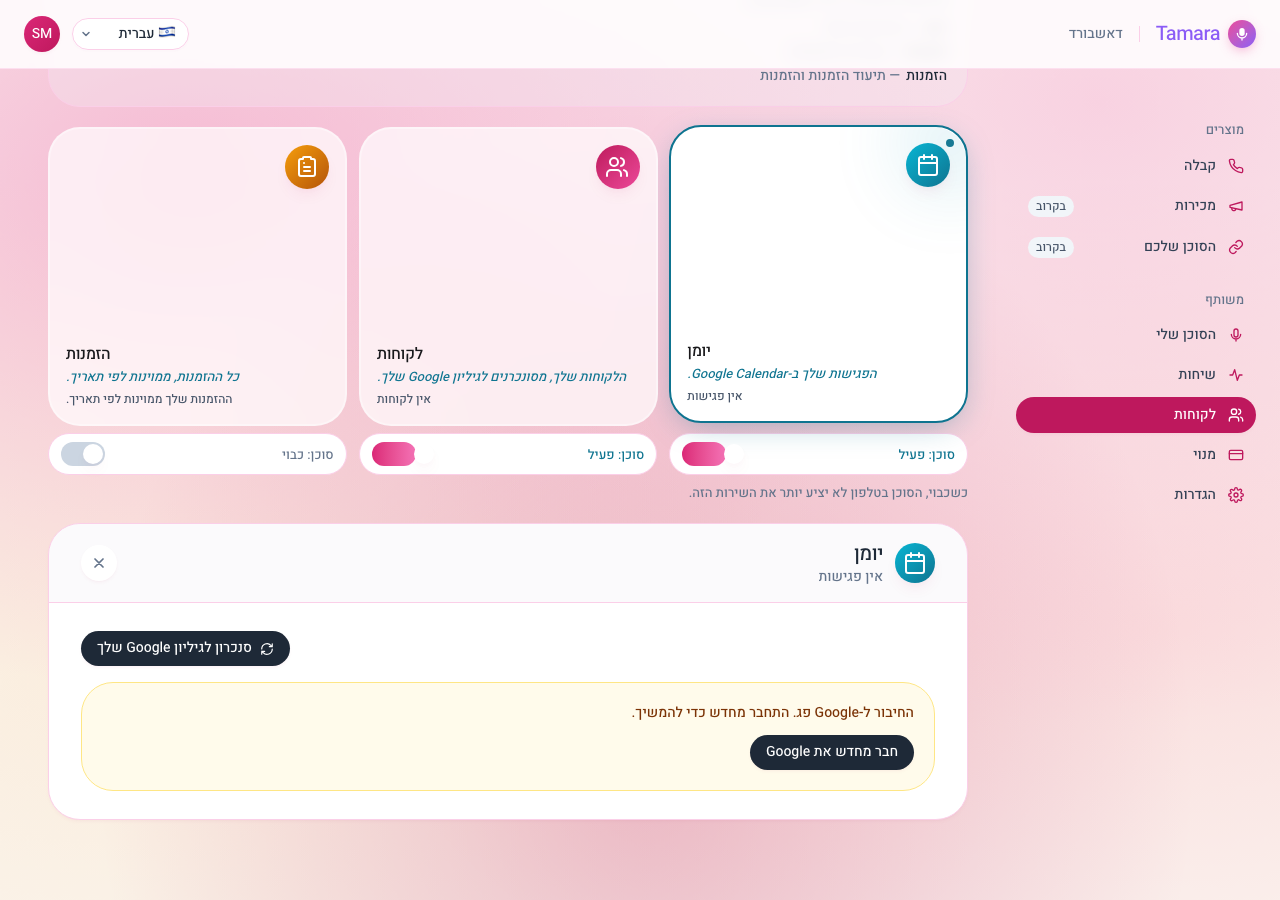 Tamara
דאשבורד
עברית
SM
הזמנות — תיעוד הזמנות והזמנות
מוצרים
קבלה
מכירות
בקרוב
הסוכן שלכם
בקרוב
משותף
הסוכן שלי
שיחות
לקוחות
מנוי
הגדרות
יומן
הפגישות שלך ב-Google Calendar.
אין פגישות
לקוחות
הלקוחות שלך, מסונכרנים לגיליון Google שלך.
אין לקוחות
הזמנות
כל ההזמנות, ממוינות לפי תאריך.
ההזמנות שלך ממוינות לפי תאריך.
סוכן: פעיל
סוכן: פעיל
סוכן: כבוי
כשכבוי, הסוכן בטלפון לא יציע יותר את השירות הזה.
יומן
אין פגישות
סנכרון לגיליון Google שלך
החיבור ל-Google פג. התחבר מחדש כדי להמשיך.
חבר מחדש את Google